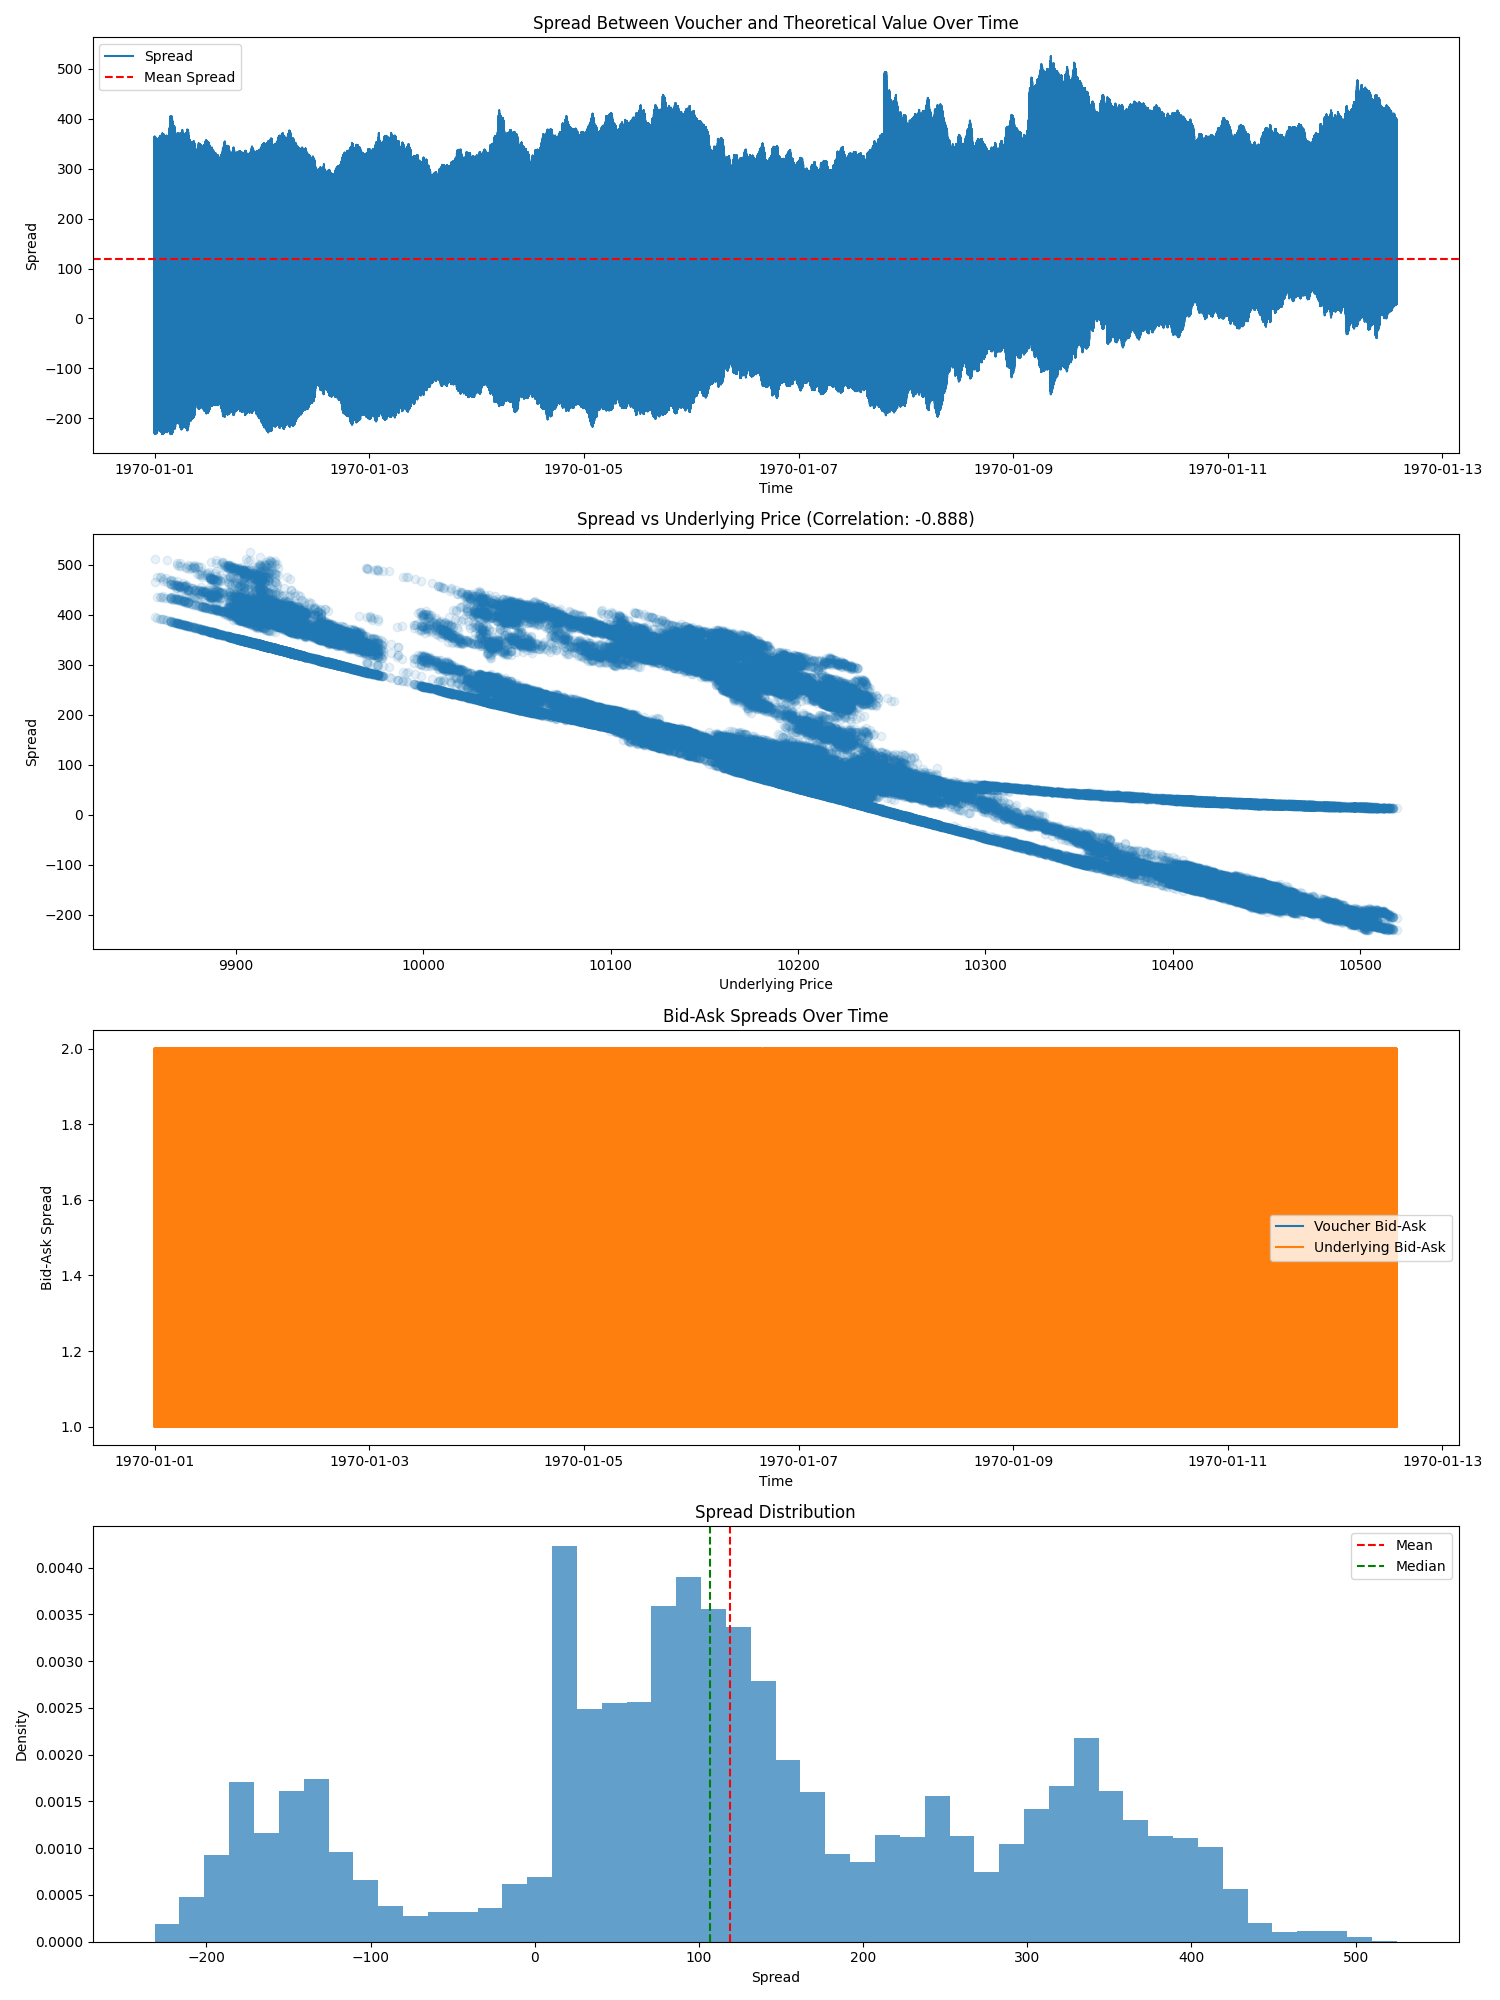 Spread Between Voucher and Theoretical Value Over Time
Spread
Mean Spread
500
400
300
200
100
0
−100
−200
Spread
1970-01-01 1970-01-03 1970-01-05 1970-01-07 1970-01-09 1970-01-11 1970-01-13
Time
Spread vs Underlying Price (Correlation: -0.888)
500
400
300
200
100
0
−100
−200
Spread
9900 10000 10100 10200 10300 10400 10500
Underlying Price
Bid-Ask Spreads Over Time
2.0
1.8
1.6
1.4
1.2
1.0
Bid-Ask Spread
Voucher Bid-Ask
Underlying Bid-Ask
1970-01-01 1970-01-03 1970-01-05 1970-01-07 1970-01-09 1970-01-11 1970-01-13
Time
Spread Distribution
Mean
Median
0.0040
0.0035
0.0030
0.0025
0.0020
0.0015
0.0010
0.0005
0.0000
Density
−200 −100 0 100 200 300 400 500
Spread